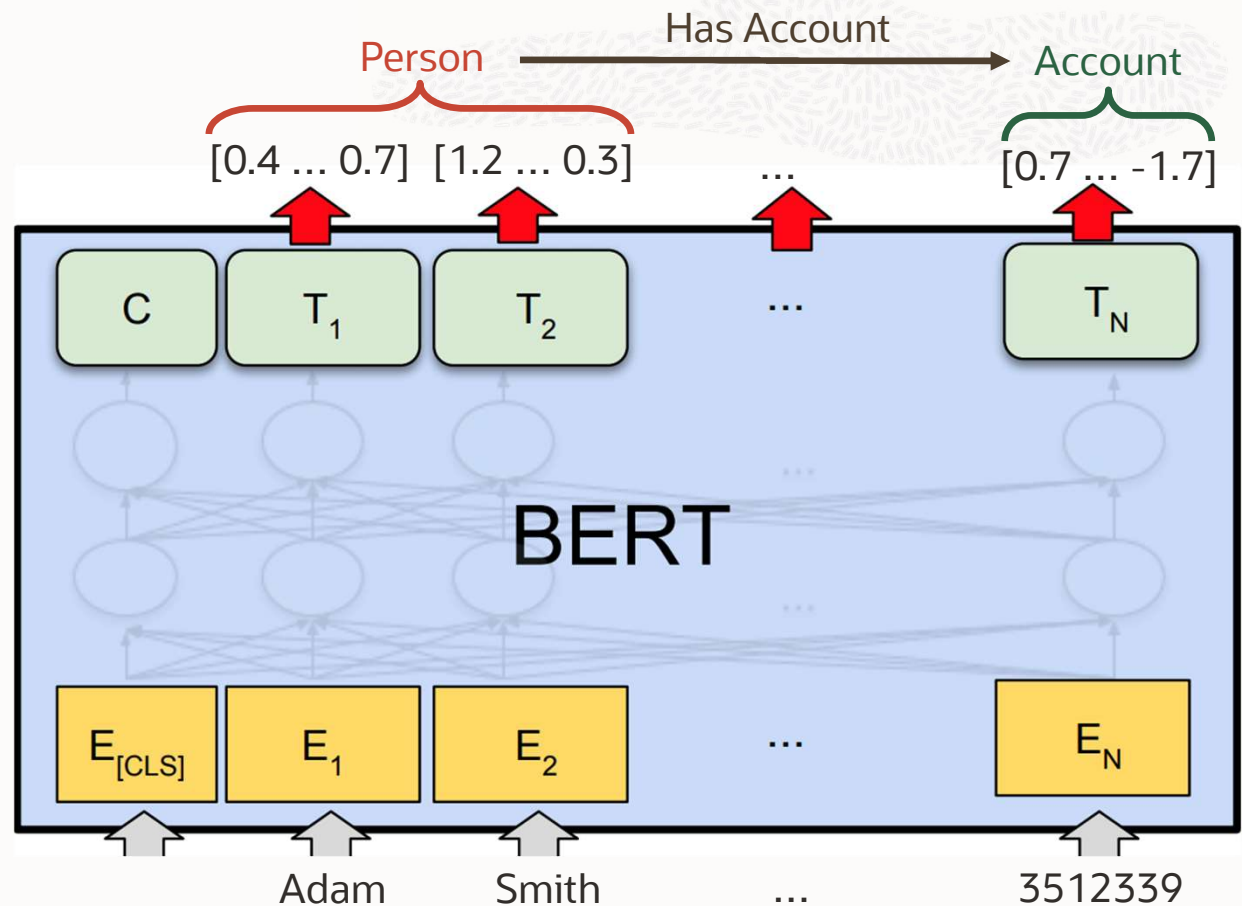 Has Account
Person
Account
[0.4 ... 0.7] [1.2 ... 0.3] ... [0.7 ... -1.7]
C T1 T2 ... TN
...
BERT
...
E[CLS] E1 E2 ... EN
Adam Smith ... 3512339